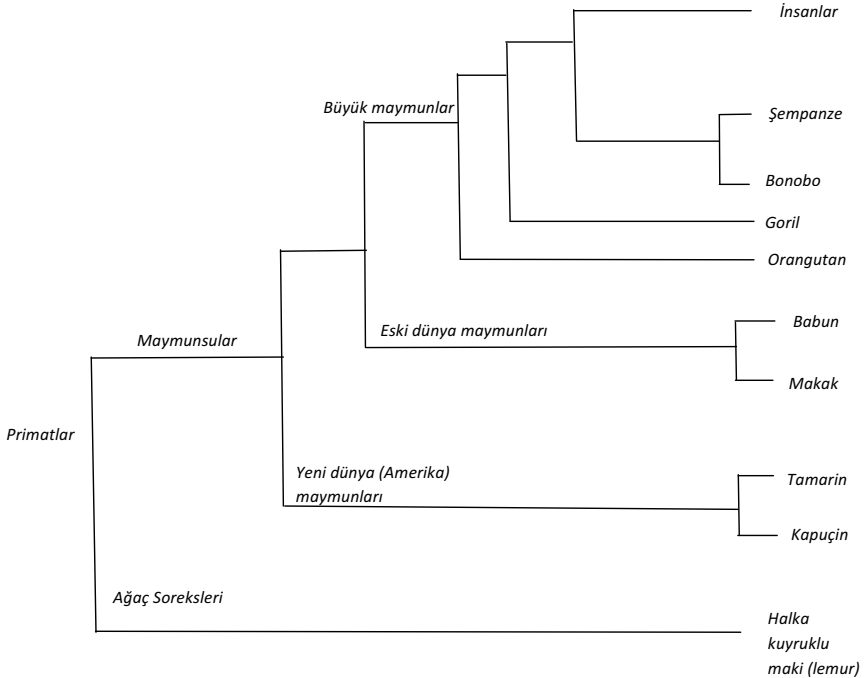 İnsanlar
Büyük maymunlar
Şempanze
Bonobo
Goril
Orangutan
Babun
Eski dünya maymunları
Maymunsular
Makak
Primatlar
Yeni dünya (Amerika)
maymunları
Tamarin
Kapuçin
Ağaç Soreksleri
Halka
kuyruklu
maki (lemur)